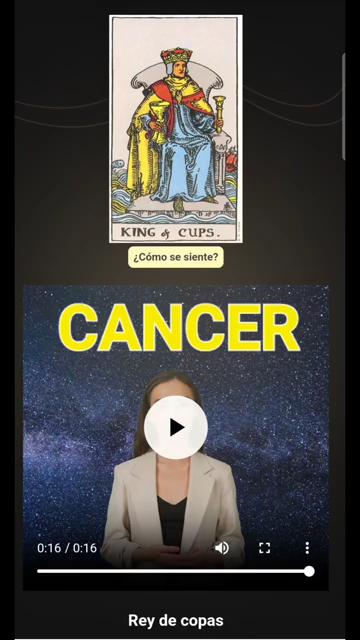 KING of CUPS.
¿Cómo se siente?
CANCER
0:16 / 0:16
Rey de copas